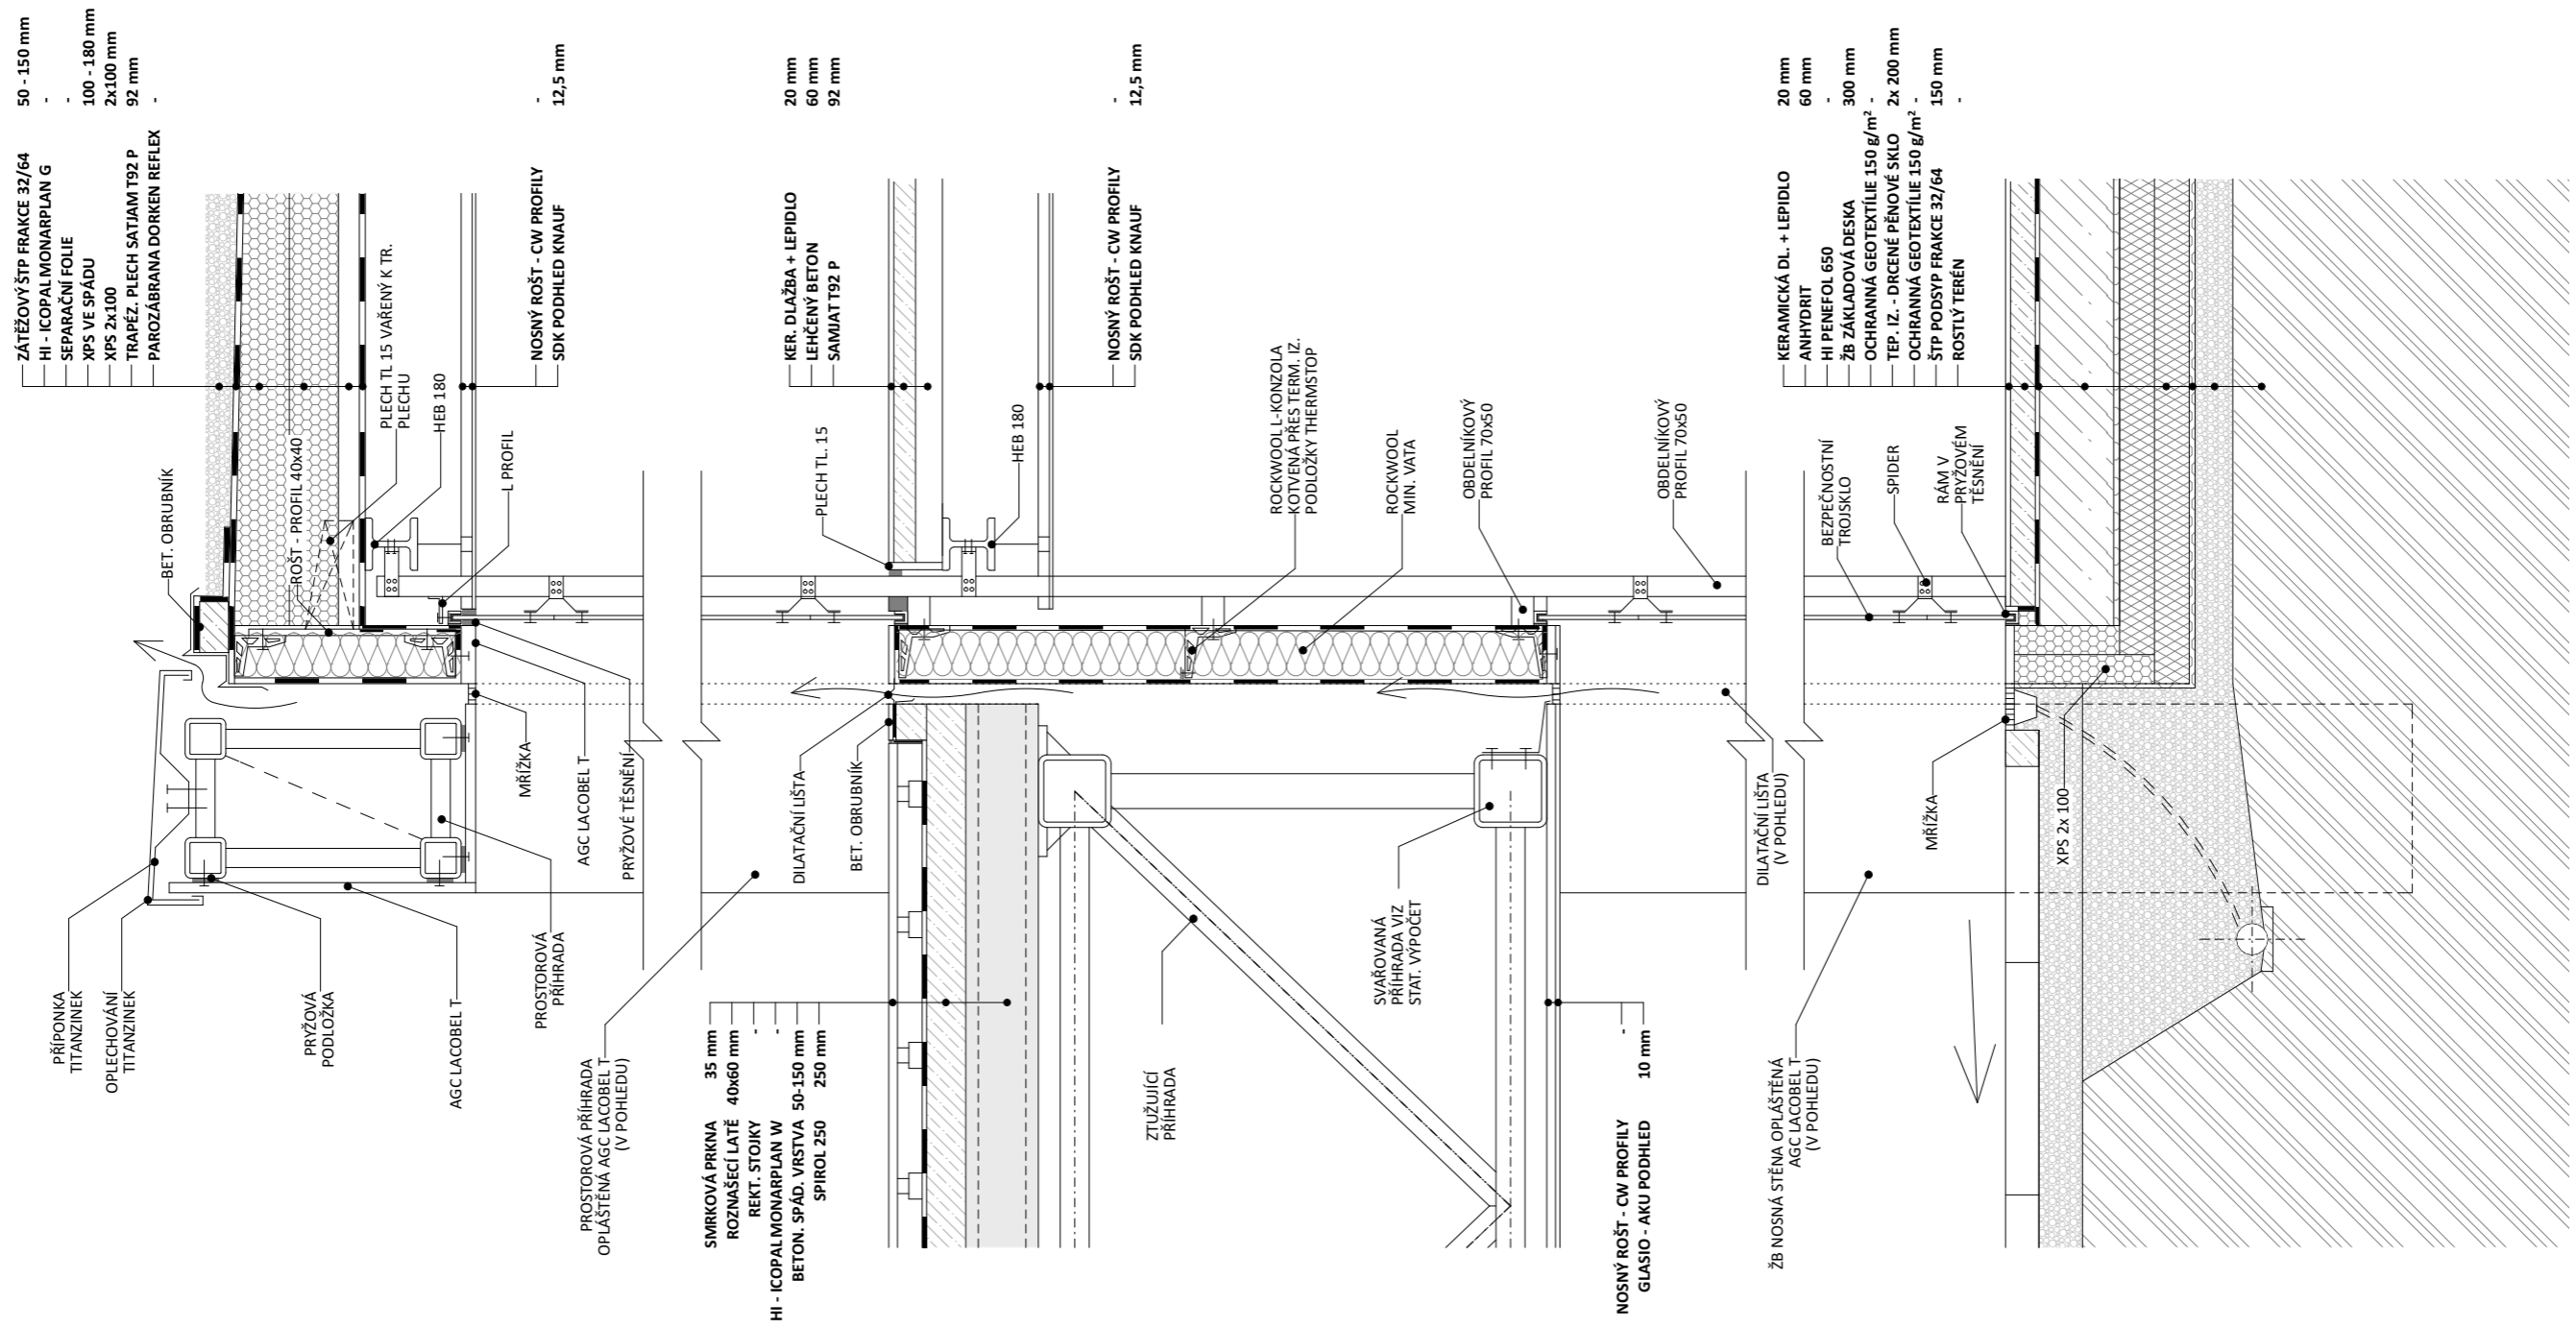 ZÁTĚŽOVÝ ŠTP FRAKCE 32/64 50 - 150 mm
HI - ICOPAL MONARPLAN G -
SEPARAČNÍ FOLIE -
XPS VE SPÁDU 100 - 180 mm
XPS 2x100 2x100 mm
TRAPÉZ. PLECH SATJAM T92 P 92 mm
PAROZÁBRANA DORKEN REFLEX -
NOSNÝ ROŠT - CW PROFILY -
SDK PODHLED KNAUF 12,5 mm
KER. DLAŽBA + LEPIDLO 20 mm
LEHČENÝ BETON 60 mm
SAMJAT T92 P 92 mm
NOSNÝ ROŠT - CW PROFILY -
SDK PODHLED KNAUF 12,5 mm
KERAMICKÁ DL. + LEPIDLO 20 mm
ANHYDRIT 60 mm
HI PENEFOL 650 -
ŽB ZÁKLADOVÁ DESKA 300 mm
OCHRANNÁ GEOTEXTÍLIE 150 g/m² -
TEP. IZ. - DRCENÉ PĚNOVÉ SKLO 2x 200 mm
OCHRANNÁ GEOTEXTÍLIE 150 g/m² -
ŠTP PODSYP FRAKCE 32/64 150 mm
ROSTLÝ TERÉN -
BET. OBRUBNÍK
ROŠT - PROFIL 40x40
PLECH TL 15 VAŘENÝ K TR.
PLECHU
HEB 180
L PROFIL
PLECH TL. 15
HEB 180
ROCKWOOL L-KONZOLA
KOTVENÁ PŘES TERM. IZ.
PODLOŽKY THERMSTOP
ROCKWOOL
MIN. VATA
OBDELNÍKOVÝ
PROFIL 70x50
OBDELNÍKOVÝ
PROFIL 70x50
BEZPEČNOSTNÍ
TROJSKLO
SPIDER
RÁM V
PRYŽOVÉM
TĚSNĚNÍ
PŘÍPONKA
TITANZINEK
OPLECHOVÁNÍ
TITANZINEK
PRYŽOVÁ
PODLOŽKA
AGC LACOBEL T
PROSTOROVÁ
PŘÍHRADA
MŘÍŽKA
AGC LACOBEL T
PRYŽOVÉ TĚSNĚNÍ
PROSTOROVÁ PŘÍHRADA
OPLÁŠTĚNÁ AGC LACOBEL T
(V POHLEDU)
DILATAČNÍ LIŠTA
BET. OBRUBNÍK
ZTUŽUJÍCÍ
PŘÍHRADA
SVAŘOVANÁ
PŘÍHRADA VIZ
STAT. VÝPOČET
DILATAČNÍ LIŠTA
(V POHLEDU)
ŽB NOSNÁ STĚNA OPLÁŠTĚNÁ
AGC LACOBEL T
(V POHLEDU)
MŘÍŽKA
XPS 2x 100
SMRKOVÁ PRKNA 35 mm
ROZNAŠECÍ LATĚ 40x60 mm
REKT. STOJKY -
HI - ICOPAL MONARPLAN W -
BETON. SPÁD. VRSTVA 50-150 mm
SPIROL 250 250 mm
NOSNÝ ROŠT - CW PROFILY -
GLASIO - AKU PODHLED 10 mm